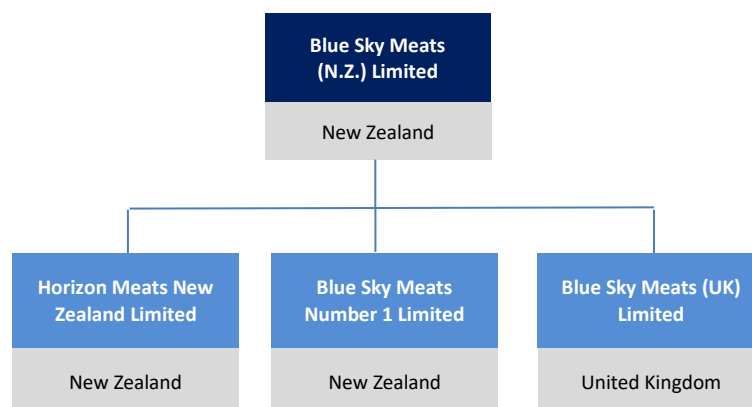 Blue Sky Meats
(N.Z.) Limited
New Zealand
Horizon Meats New
Zealand Limited
New Zealand
Blue Sky Meats
Number 1 Limited
New Zealand
Blue Sky Meats (UK)
Limited
United Kingdom